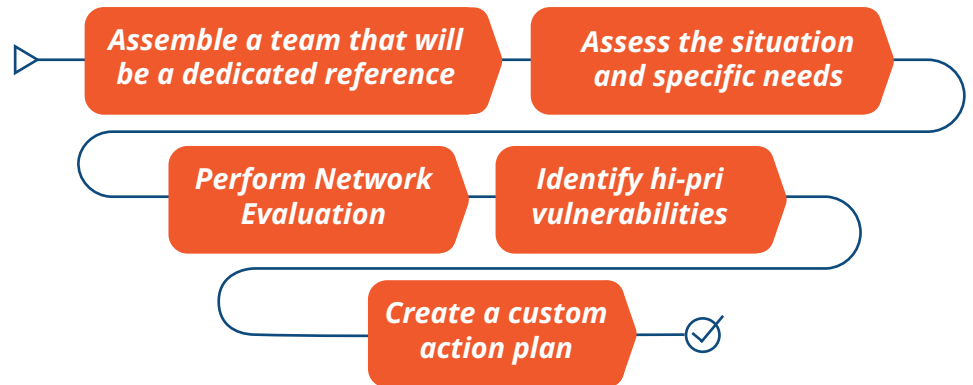 Assemble a team that will
be a dedicated reference
Assess the situation
and specific needs
Perform Network
Evaluation
Identify hi-pri
vulnerabilities
Create a custom
action plan